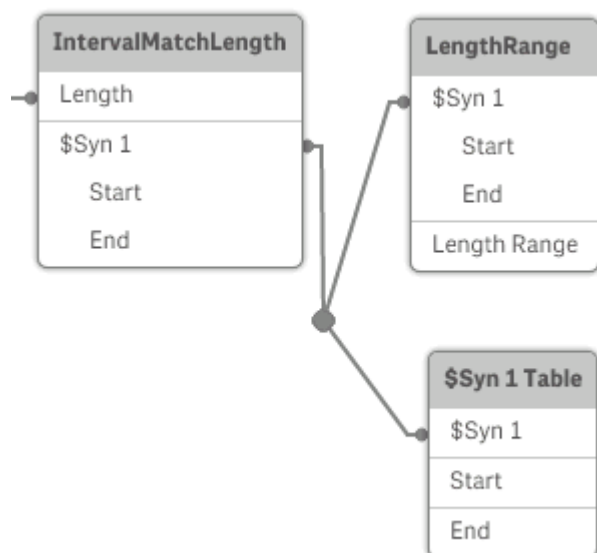 IntervalMatchLength
Length
$Syn 1
Start
End
LengthRange
$Syn 1
Start
End
Length Range
$Syn 1 Table
$Syn 1
Start
End